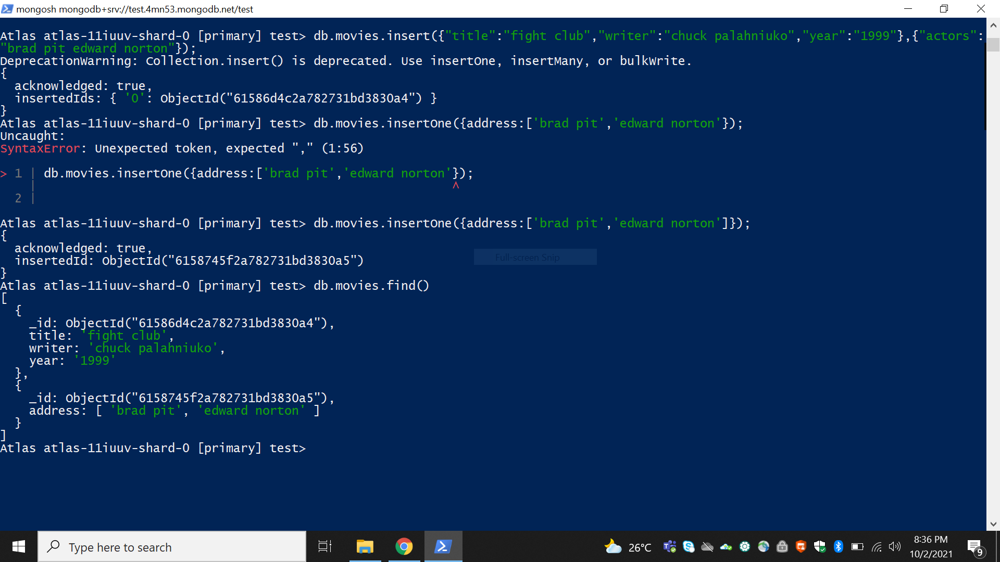 mongosh mongodb+srv://test.4mn53.mongodb.net/test
Atlas atlas-11iuuv-shard-0 [primary] test> db.movies.insert({"title":"fight club","writer":"chuck palahniuko","year":"1999"},{"actors":
"brad pit edward norton"});
DeprecationWarning: Collection.insert() is deprecated. Use insertOne, insertMany, or bulkWrite.
{
  acknowledged: true,
  insertedIds: { '0': ObjectId("61586d4c2a782731bd3830a4") }
}
Atlas atlas-11iuuv-shard-0 [primary] test> db.movies.insertOne({address:['brad pit','edward norton'});
Uncaught:
SyntaxError: Unexpected token, expected "," (1:56)
> 1 | db.movies.insertOne({address:['brad pit','edward norton'});
    |                                                         ^
  2 |
Atlas atlas-11iuuv-shard-0 [primary] test> db.movies.insertOne({address:['brad pit','edward norton']});
{
  acknowledged: true,
  insertedId: ObjectId("6158745f2a782731bd3830a5")
Full-screen Snip
}
Atlas atlas-11iuuv-shard-0 [primary] test> db.movies.find()
[
  {
    _id: ObjectId("61586d4c2a782731bd3830a4"),
    title: 'fight club',
    writer: 'chuck palahniuko',
    year: '1999'
  },
  {
    _id: ObjectId("6158745f2a782731bd3830a5"),
    address: [ 'brad pit', 'edward norton' ]
  }
]
Atlas atlas-11iuuv-shard-0 [primary] test>
Type here to search
26°C
8:36 PM
10/2/2021
9